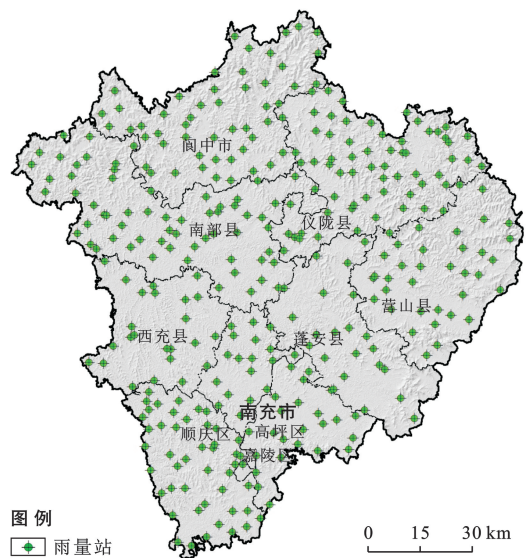 阆中市
南部县
仪陇县
营山县
西充县
蓬安县
南充市
顺庆区
高坪区
嘉陵区
图例
雨量站
0 15 30 km